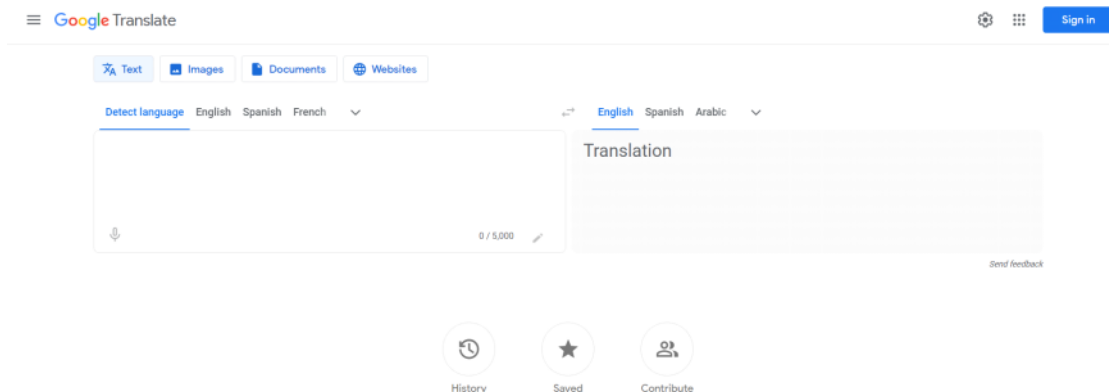 Google Translate
Sign in
Text Images Documents Websites
Detect language English Spanish French English Spanish Arabic
Translation
0 / 5,000
Send feedback
History Saved Contribute